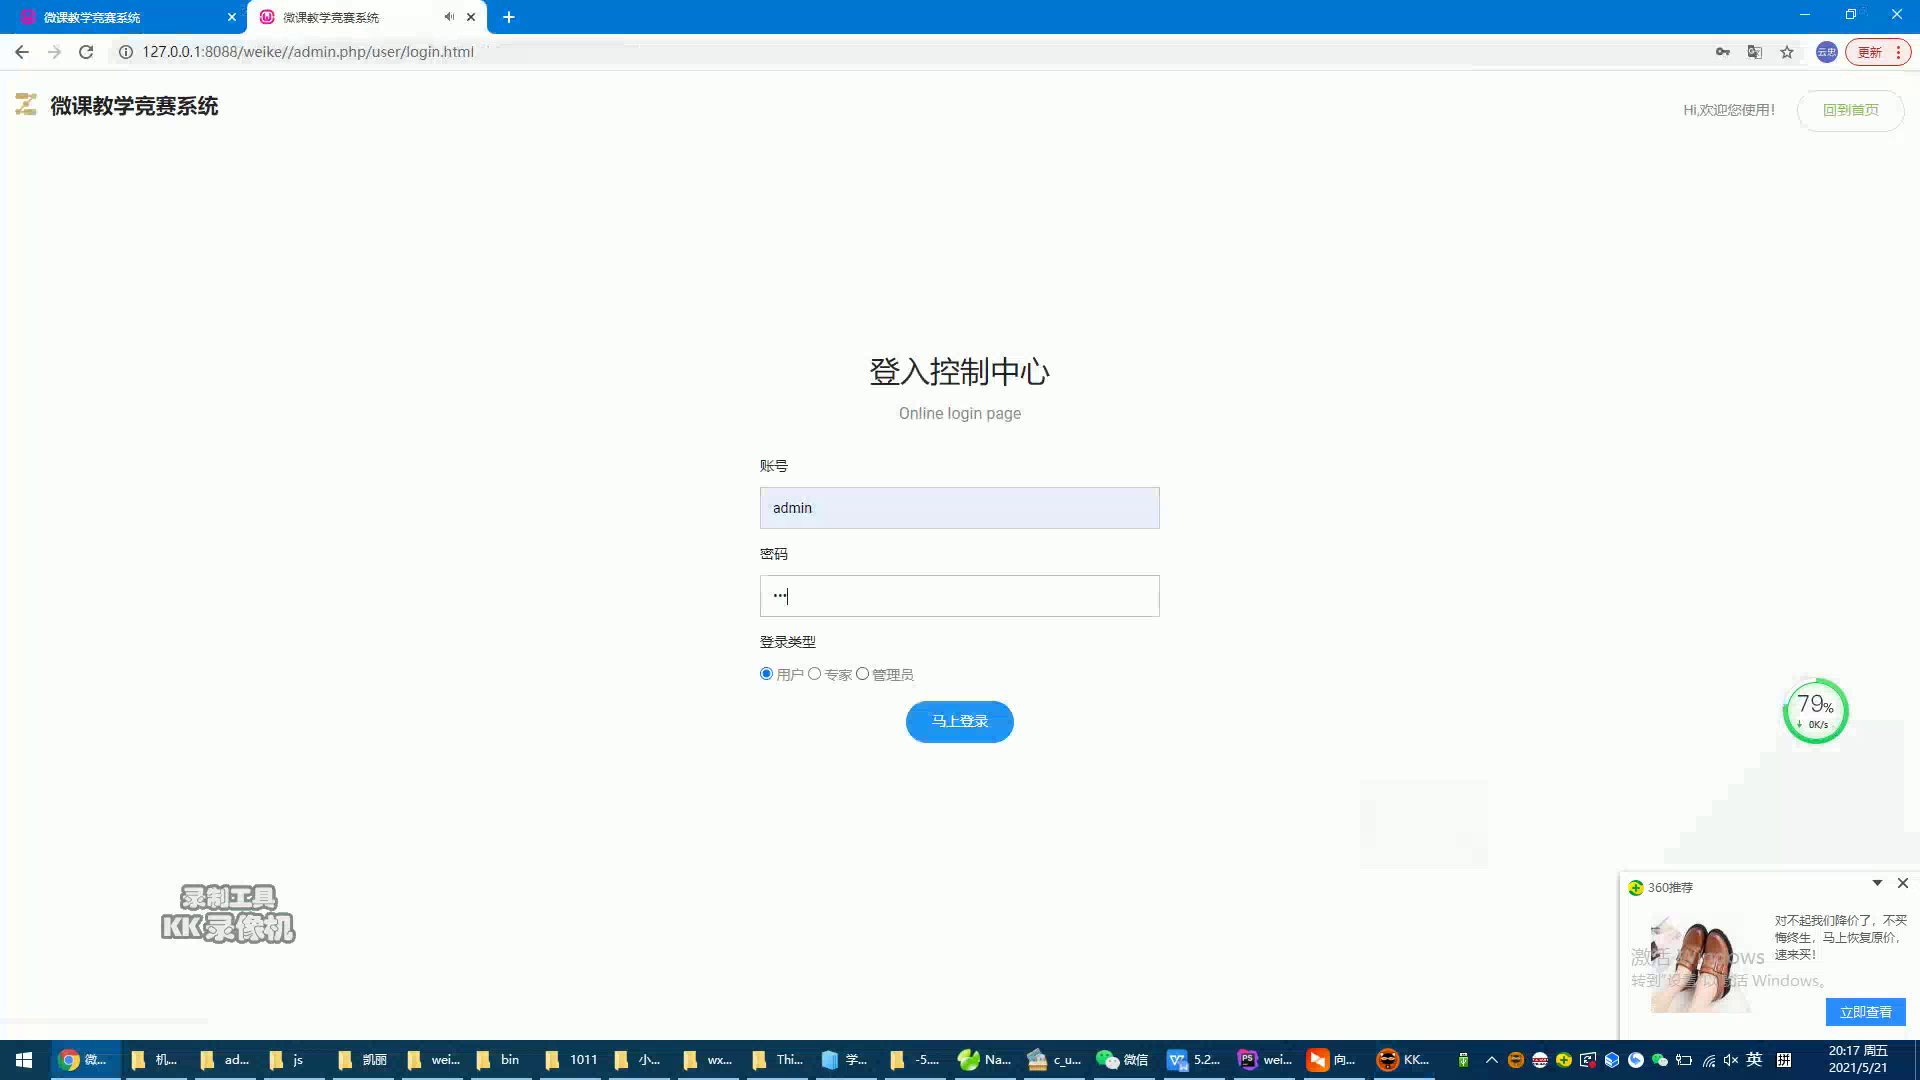 微课教学竞赛系统
微课教学竞赛系统
127.0.0.1:8088/weike//admin.php/user/login.html
云忠
更新
微课教学竞赛系统
Hi,欢迎您使用！
回到首页
登入控制中心
Online login page
账号
admin
密码
•••
登录类型
用户 专家 管理员
马上登录
79%
0K/s
录制工具
KK录像机
360推荐
对不起我们降价了，不买
悔终生，马上恢复原价，
速来买！
激活 Windows
转到"设置"以激活 Windows。
立即查看
微... 机... ad... js 凯丽 wei... bin 1011 小... wx... Thi... 学... -5.... Na... c_u... 微信 5.2... wei... 向... KK... 英 拼
20:17 周五
2021/5/21